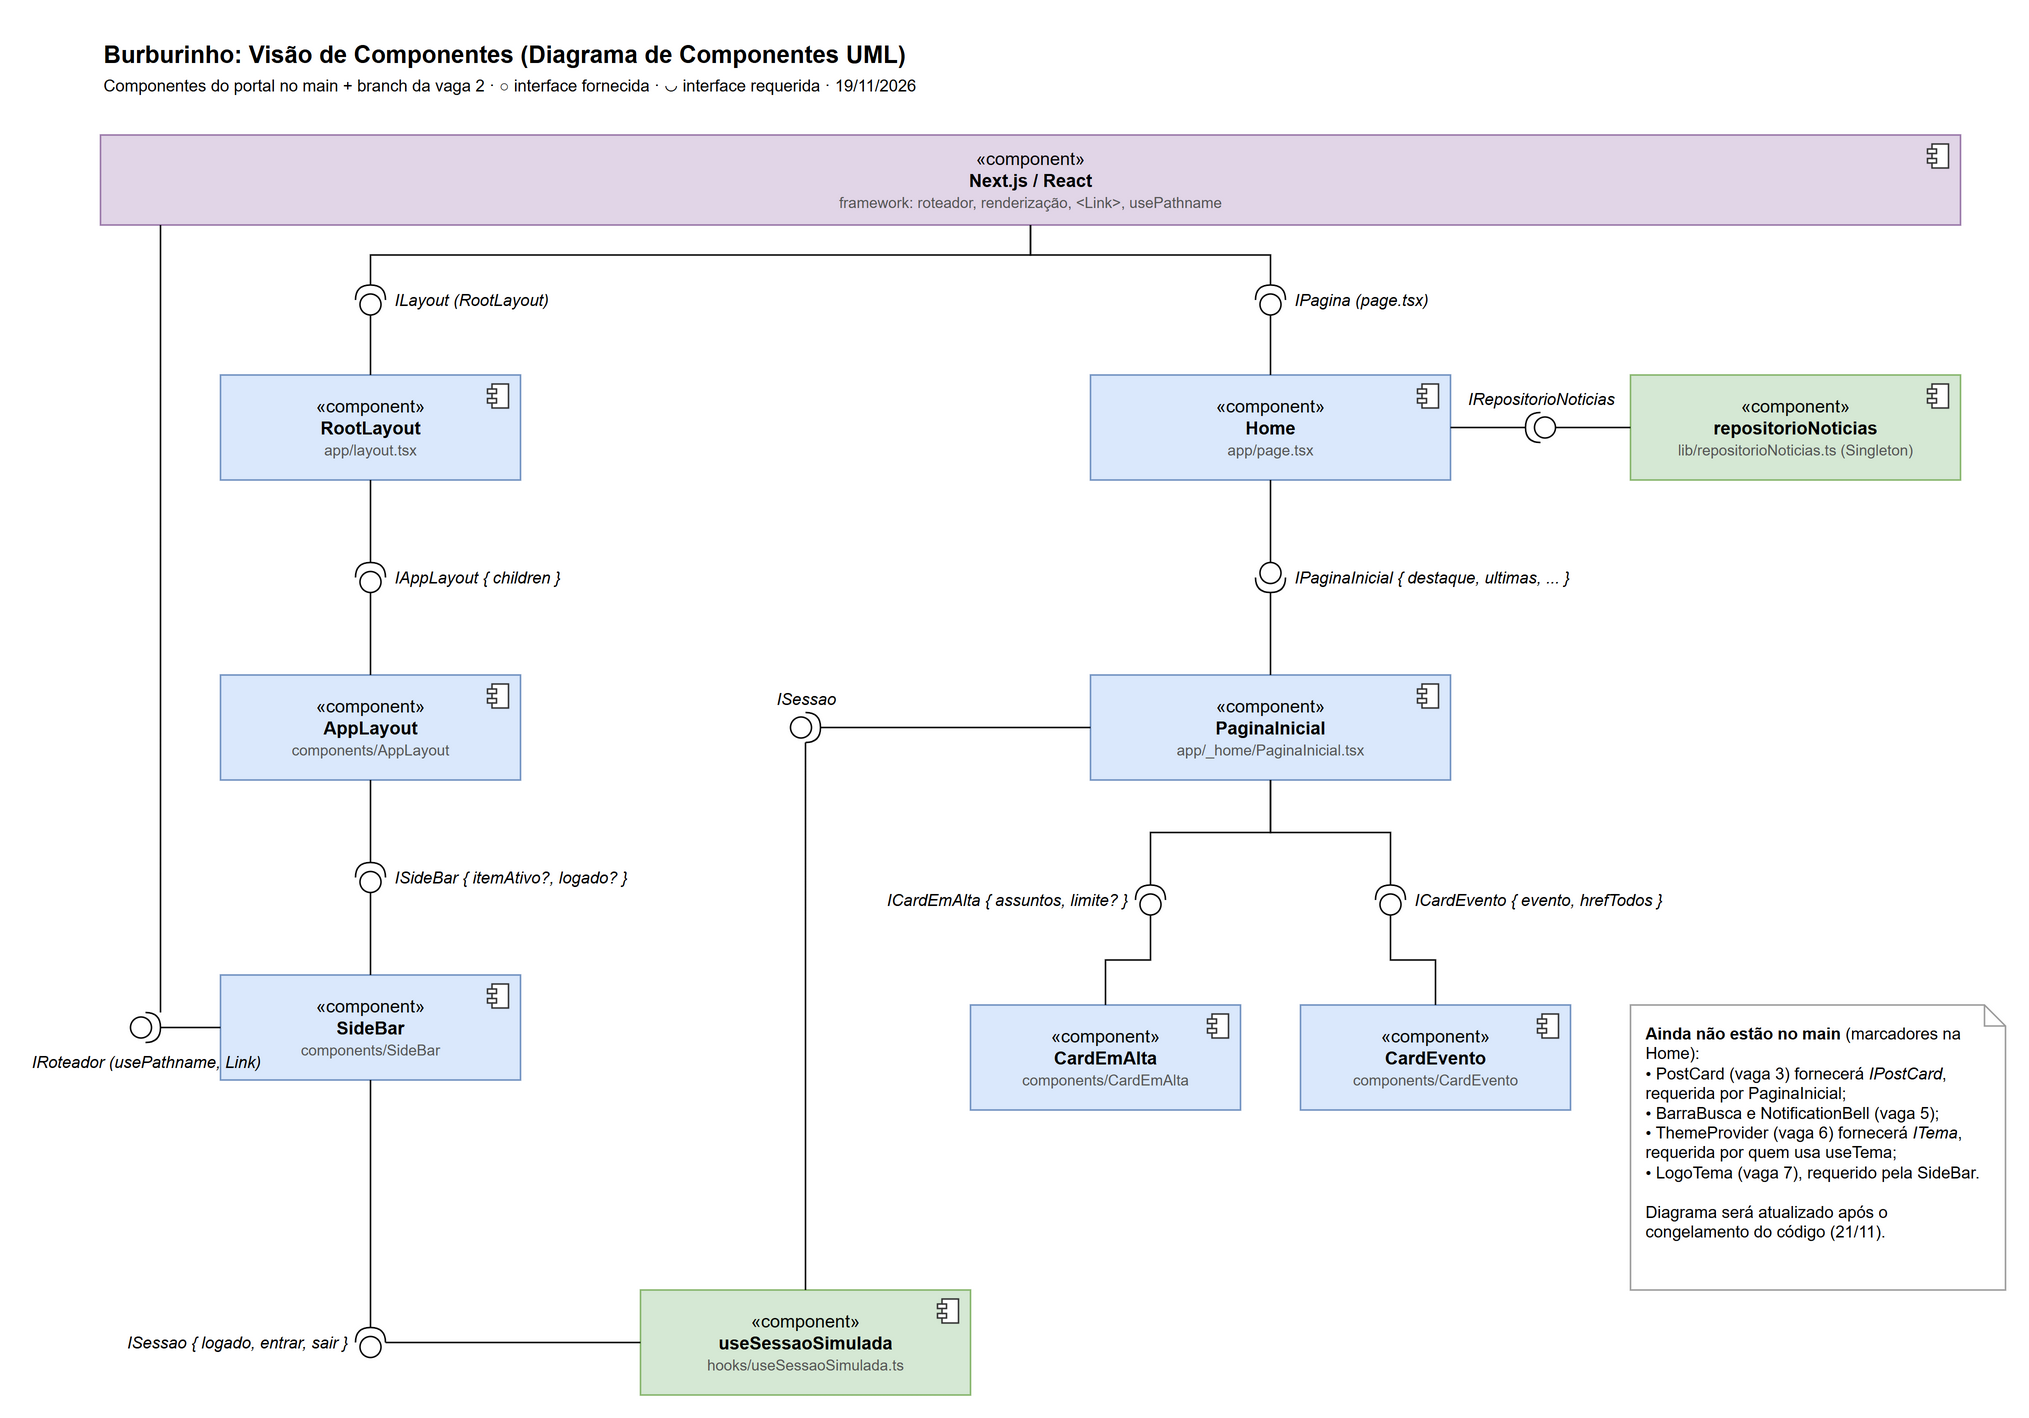 Burburinho: Visão de Componentes (Diagrama de Componentes UML)
Componentes do portal no main + branch da vaga 2 · ○ interface fornecida · ◡ interface requerida · 19/11/2026
«component»
Next.js / React
framework: roteador, renderização, <Link>, usePathname
ILayout (RootLayout)
IPagina (page.tsx)
«component»
RootLayout
app/layout.tsx
«component»
Home
app/page.tsx
IRepositorioNoticias
«component»
repositorioNoticias
lib/repositorioNoticias.ts (Singleton)
IAppLayout { children }
IPaginaInicial { destaque, ultimas, ... }
«component»
AppLayout
components/AppLayout
ISessao
«component»
PaginaInicial
app/_home/PaginaInicial.tsx
ISideBar { itemAtivo?, logado? }
ICardEmAlta { assuntos, limite? }
ICardEvento { evento, hrefTodos }
«component»
SideBar
components/SideBar
IRoteador (usePathname, Link)
«component»
CardEmAlta
components/CardEmAlta
«component»
CardEvento
components/CardEvento
Ainda não estão no main (marcadores na
Home):
• PostCard (vaga 3) fornecerá IPostCard,
requerida por PaginaInicial;
• BarraBusca e NotificationBell (vaga 5);
• ThemeProvider (vaga 6) fornecerá ITema,
requerida por quem usa useTema;
• LogoTema (vaga 7), requerido pela SideBar.
Diagrama será atualizado após o
congelamento do código (21/11).
ISessao { logado, entrar, sair }
«component»
useSessaoSimulada
hooks/useSessaoSimulada.ts